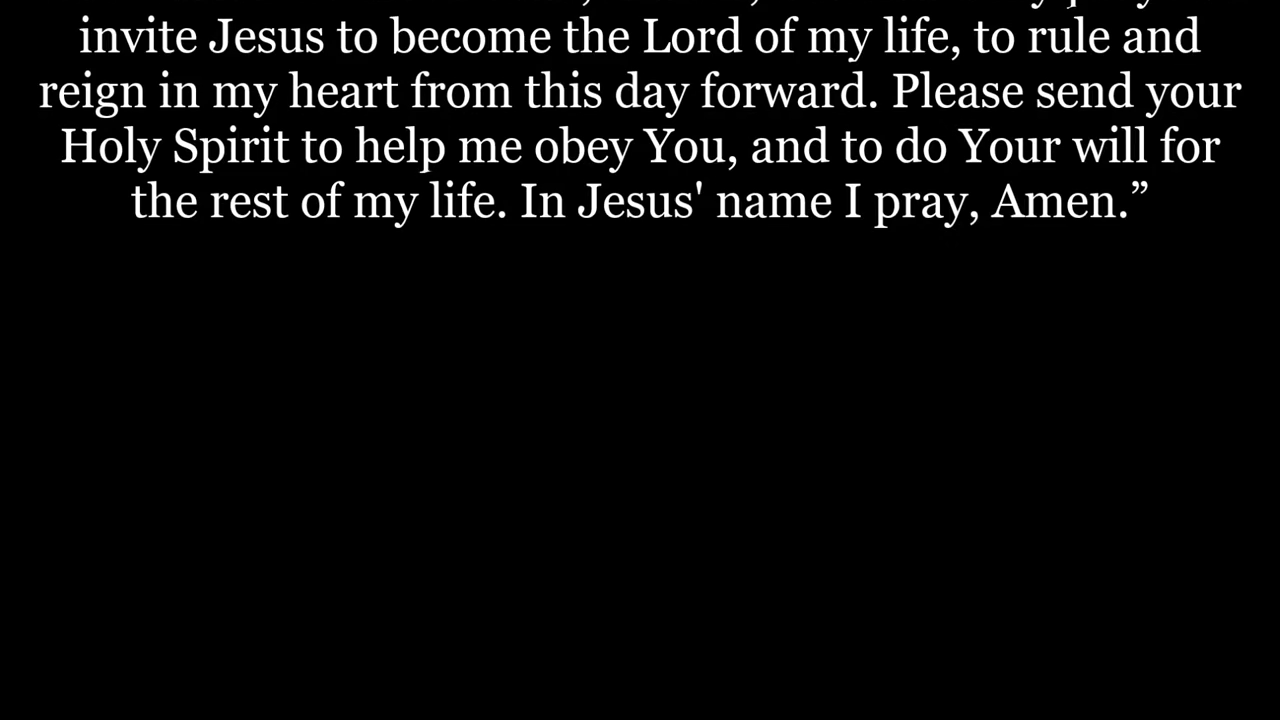 invite Jesus to become the Lord of my life, to rule and
reign in my heart from this day forward. Please send your
Holy Spirit to help me obey You, and to do Your will for
the rest of my life. In Jesus' name I pray, Amen.”